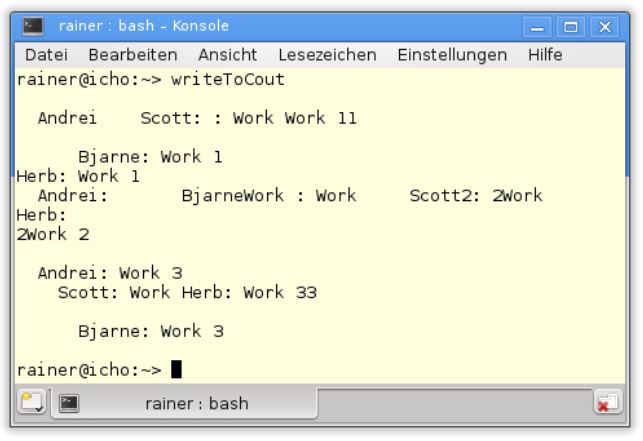 rainer : bash – Konsole
Datei Bearbeiten Ansicht Lesezeichen Einstellungen Hilfe
rainer@icho:~> writeToCout
Andrei Scott: : Work Work 11
Bjarne: Work 1
Herb: Work 1
Andrei: BjarneWork : Work Scott2: 2Work
Herb:
2Work 2
Andrei: Work 3
Scott: Work Herb: Work 33
Bjarne: Work 3
rainer@icho:~>
rainer : bash